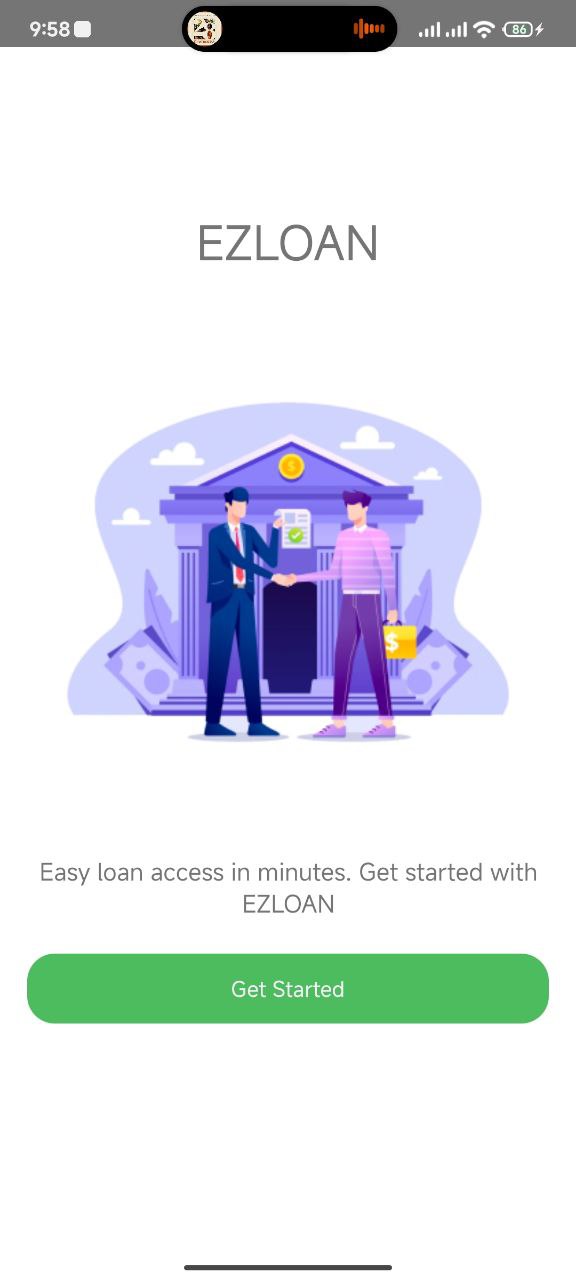 9:58
86
EZLOAN
$
$
Easy loan access in minutes. Get started with
EZLOAN
Get Started